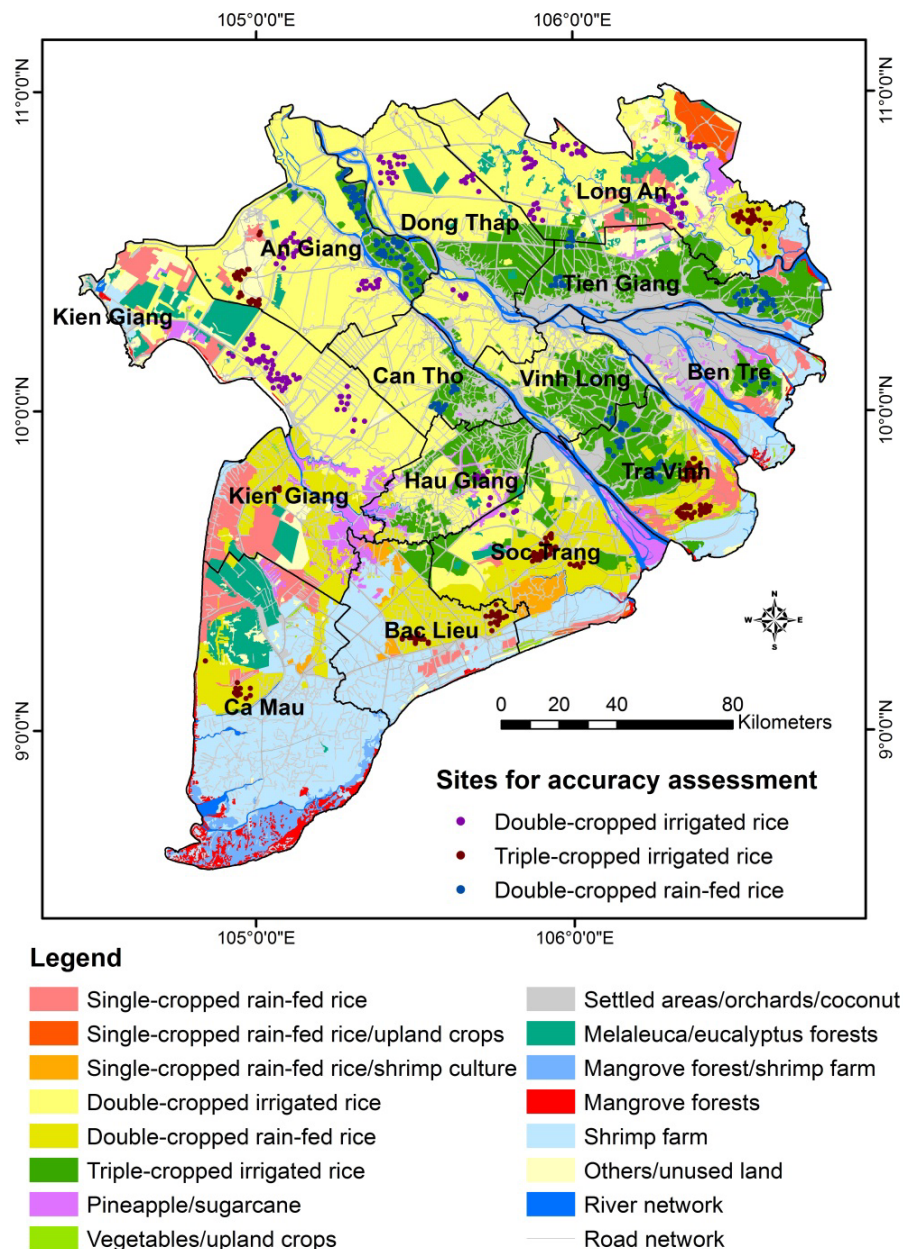 105°0'0"E 106°0'0"E
11°0'0"N 11°0'0"N
Long An
Dong Thap
An Giang
Tien Giang
Kien Giang
Can Tho Vinh Long Ben Tre
10°0'0"N 10°0'0"N
Tra Vinh
Hau Giang
Kien Giang
Soc Trang
Bac Lieu
N
W E
S
Ca Mau
0 20 40 80
Kilometers
9°0'0"N 9°0'0"N
Sites for accuracy assessment
Double-cropped irrigated rice
Triple-cropped irrigated rice
Double-cropped rain-fed rice
105°0'0"E 106°0'0"E
Legend
Single-cropped rain-fed rice
Single-cropped rain-fed rice/upland crops
Single-cropped rain-fed rice/shrimp culture
Double-cropped irrigated rice
Double-cropped rain-fed rice
Triple-cropped irrigated rice
Pineapple/sugarcane
Vegetables/upland crops
Settled areas/orchards/coconut
Melaleuca/eucalyptus forests
Mangrove forest/shrimp farm
Mangrove forests
Shrimp farm
Others/unused land
River network
Road network